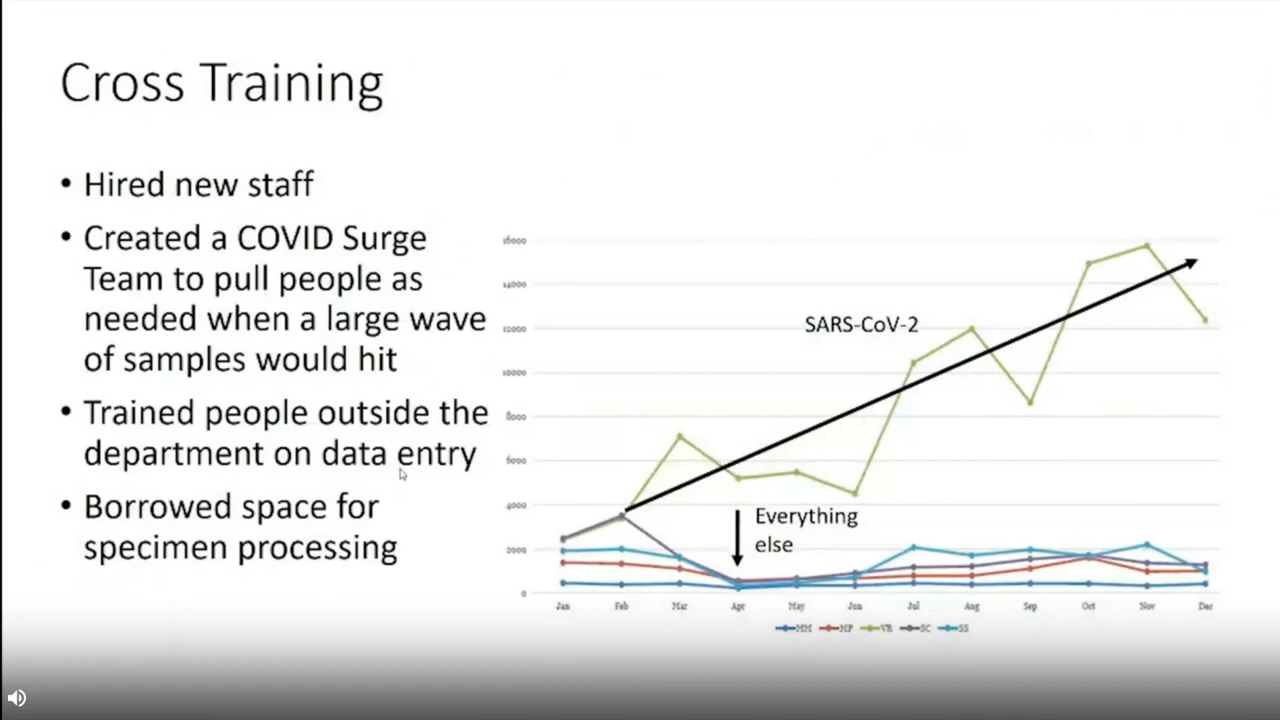 Cross Training
• Hired new staff
• Created a COVID Surge
Team to pull people as
needed when a large wave
of samples would hit
• Trained people outside the
department on data entry
• Borrowed space for
specimen processing
16000
14000
12000
10000
8000
6000
4000
2000
0
SARS-CoV-2
Everything
else
Jan Feb Mar Apr May Jun Jul Aug Sep Oct Nov Dec
MM MP VR SC SS